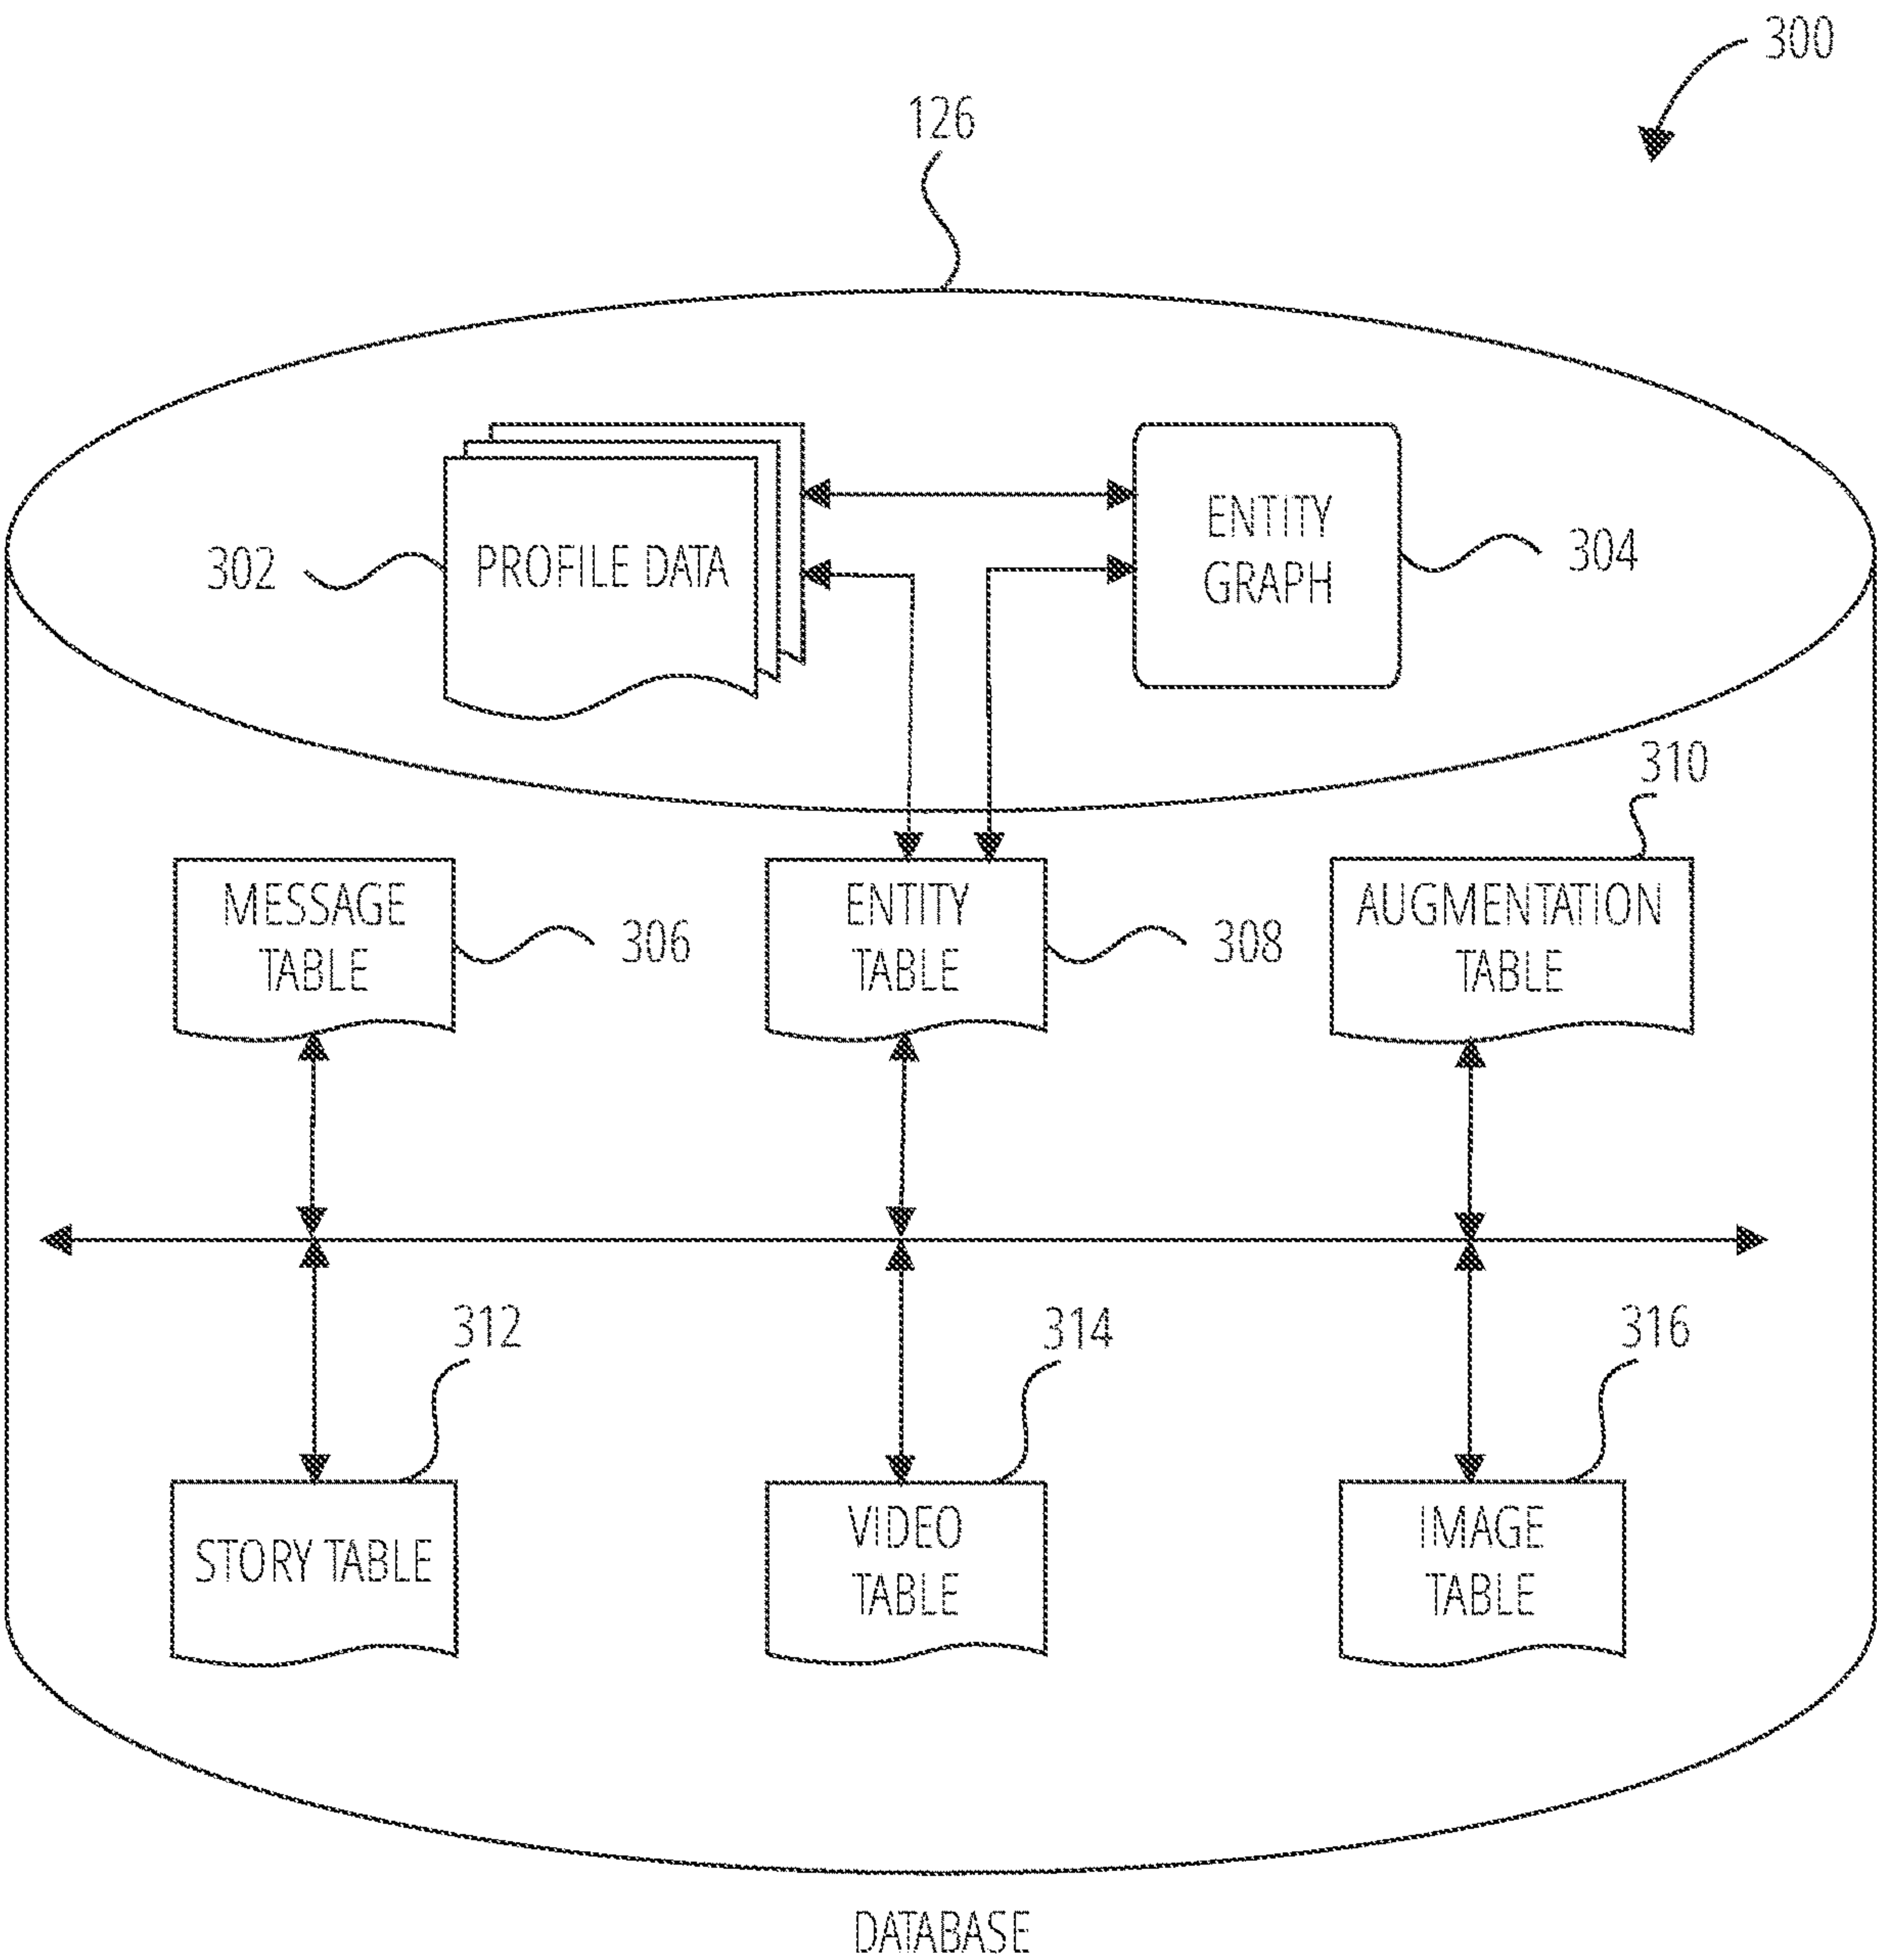 300
126
302
PROFILE DATA
ENTITY
GRAPH
304
310
MESSAGE
TABLE
306
ENTITY
TABLE
308
AUGMENTATION
TABLE
312
314
316
STORY TABLE
VIDEO
TABLE
IMAGE
TABLE
DATABASE